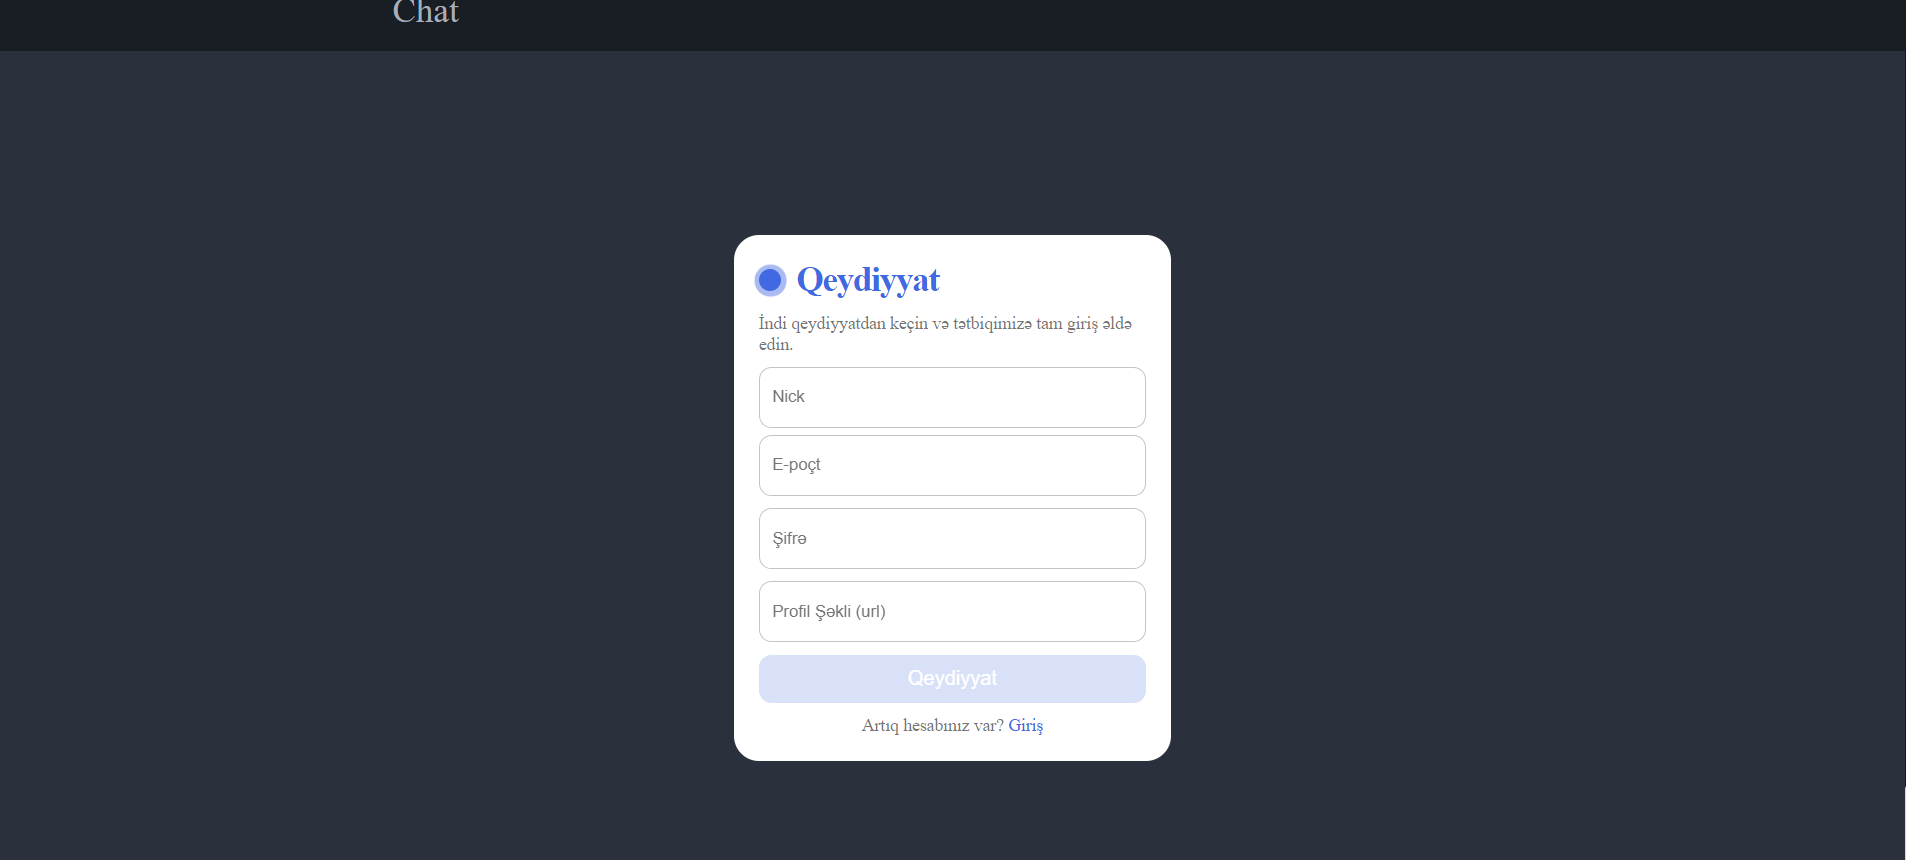 Chat
Qeydiyyat
İndi qeydiyyatdan keçin və tətbiqimizə tam giriş əldə
edin.
Nick
E-poçt
Şifrə
Profil Şəkli (url)
Qeydiyyat
Artıq hesabınız var? Giriş